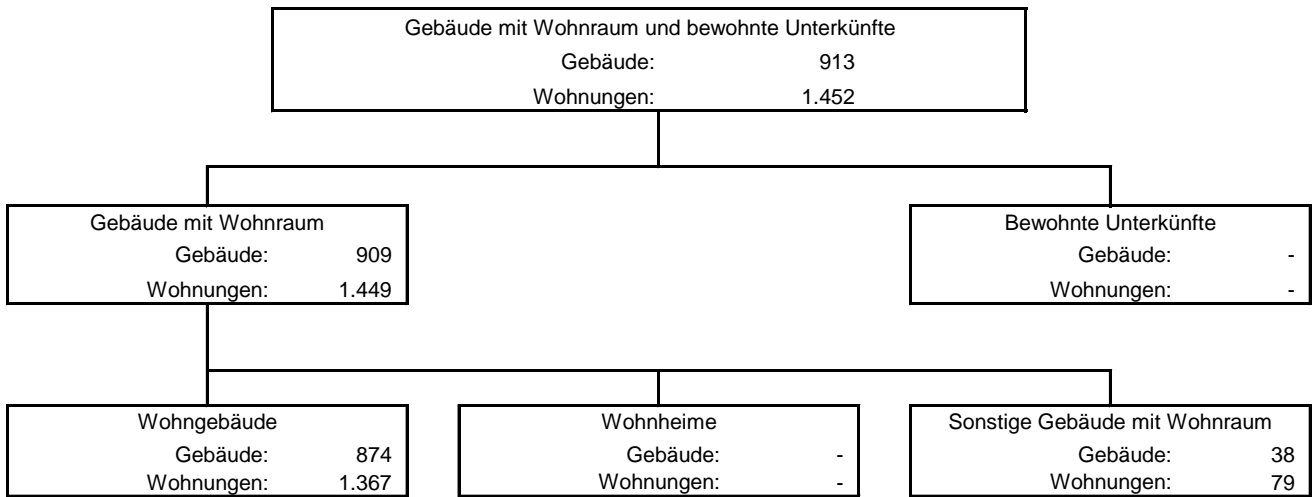 Gebäude mit Wohnraum und bewohnte Unterkünfte
Gebäude: 913
Wohnungen: 1.452
Gebäude mit Wohnraum
Gebäude: 909
Wohnungen: 1.449
Bewohnte Unterkünfte
Gebäude: -
Wohnungen: -
Wohngebäude
Gebäude: 874
Wohnungen: 1.367
Wohnheime
Gebäude: -
Wohnungen: -
Sonstige Gebäude mit Wohnraum
Gebäude: 38
Wohnungen: 79